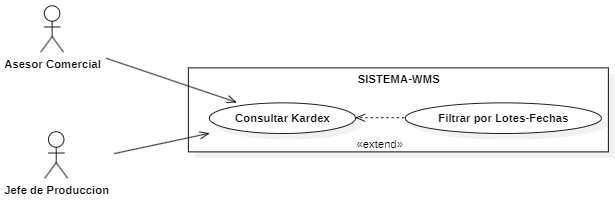 Asesor Comercial
SISTEMA-WMS
Consultar Kardex
Filtrar por Lotes-Fechas
«extend»
Jefe de Produccion